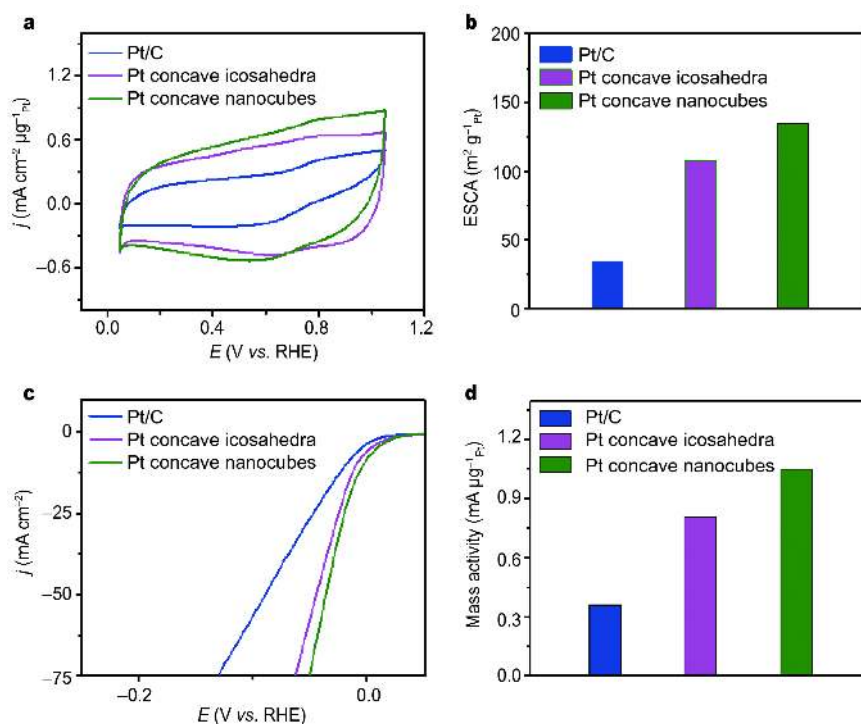 a
Pt/C
Pt concave icosahedra
Pt concave nanocubes
1.2
0.6
0.0
–0.6
j (mA cm⁻² μg⁻¹Pt)
0.0 0.4 0.8 1.2
E (V vs. RHE)
b
Pt/C
Pt concave icosahedra
Pt concave nanocubes
200
150
100
50
0
ESCA (m² g⁻¹Pt)
c
Pt/C
Pt concave icosahedra
Pt concave nanocubes
0
–25
–50
–75
j (mA cm⁻²)
–0.2 0.0
E (V vs. RHE)
d
Pt/C
Pt concave icosahedra
Pt concave nanocubes
1.2
0.9
0.6
0.3
0.0
Mass activity (mA μg⁻¹Pt)